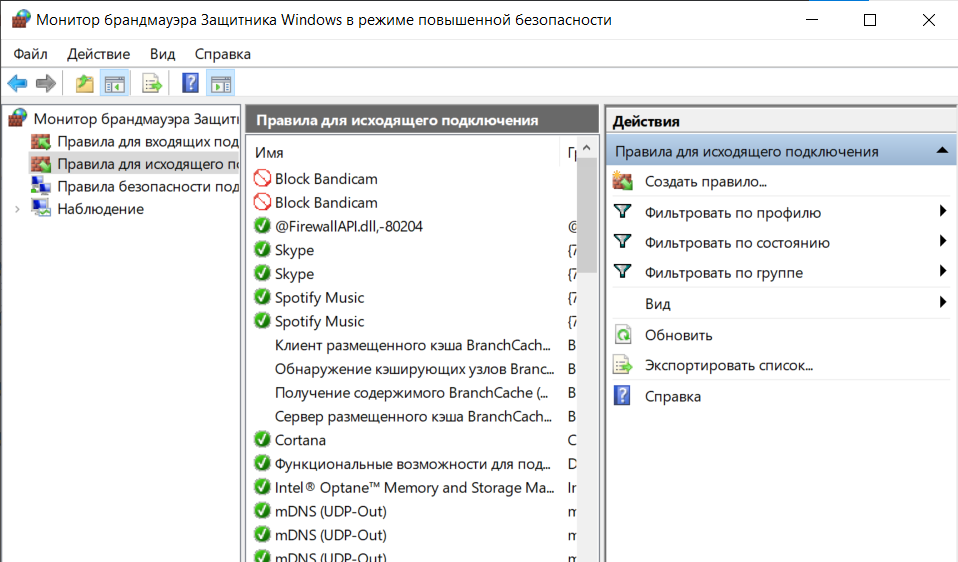 Монитор брандмауэра Защитника Windows в режиме повышенной безопасности
Файл Действие Вид Справка
Монитор брандмауэра Защит
Правила для входящих под
Правила для исходящего п
Правила безопасности под
Наблюдение
Правила для исходящего подключения
Имя
Гр
Block Bandicam
Block Bandicam
@FirewallAPI.dll,-80204 @
Skype {7
Skype {7
Spotify Music {7
Spotify Music {7
Клиент размещенного кэша BranchCach... B
Обнаружение кэширующих узлов Branc... B
Получение содержимого BranchCache (... B
Сервер размещенного кэша BranchCach... B
Cortana C
Функциональные возможности для под... D
Intel® Optane™ Memory and Storage Ma... In
mDNS (UDP-Out) m
mDNS (UDP-Out) m
mDNS (UDP-Out) m
Действия
Правила для исходящего подключения
Создать правило...
Фильтровать по профилю
Фильтровать по состоянию
Фильтровать по группе
Вид
Обновить
Экспортировать список...
Справка